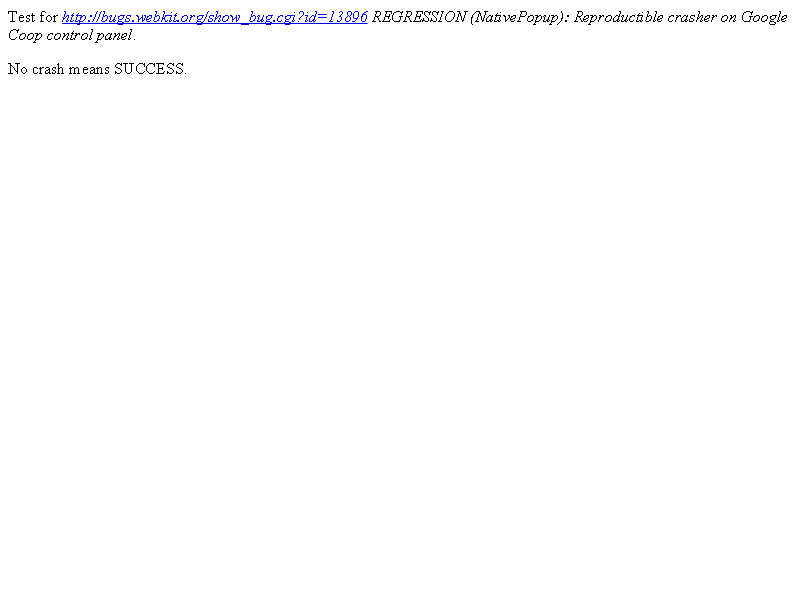 Test for http://bugs.webkit.org/show_bug.cgi?id=13896 REGRESSION (NativePopup): Reproductible crasher on Google
Coop control panel.
No crash means SUCCESS.